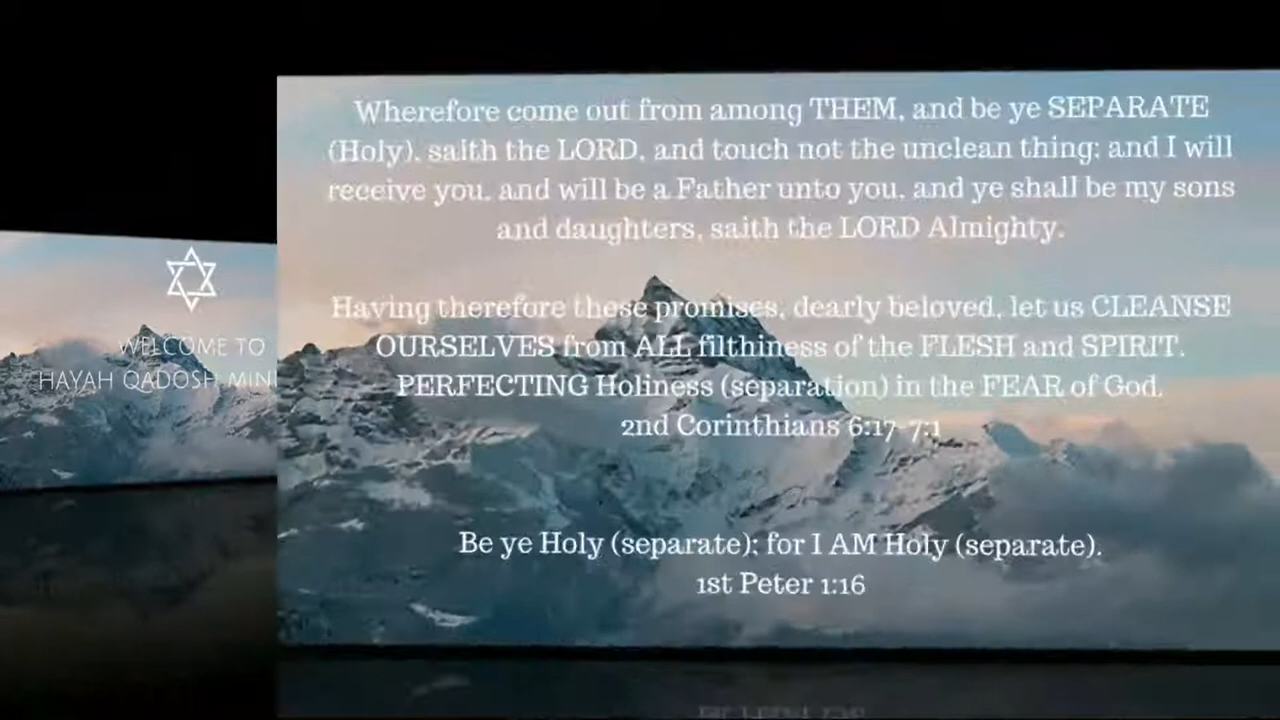 Wherefore come out from among THEM, and be ye SEPARATE
(Holy), saith the LORD, and touch not the unclean thing; and I will
receive you, and will be a Father unto you, and ye shall be my sons
and daughters, saith the LORD Almighty.
Having therefore these promises, dearly beloved, let us CLEANSE
OURSELVES from ALL filthiness of the FLESH and SPIRIT,
PERFECTING Holiness (separation) in the FEAR of God.
2nd Corinthians 6:17-7:1
Be ye Holy (separate); for I AM Holy (separate).
1st Peter 1:16
WELCOME TO
HAYAH QADOSH MIN